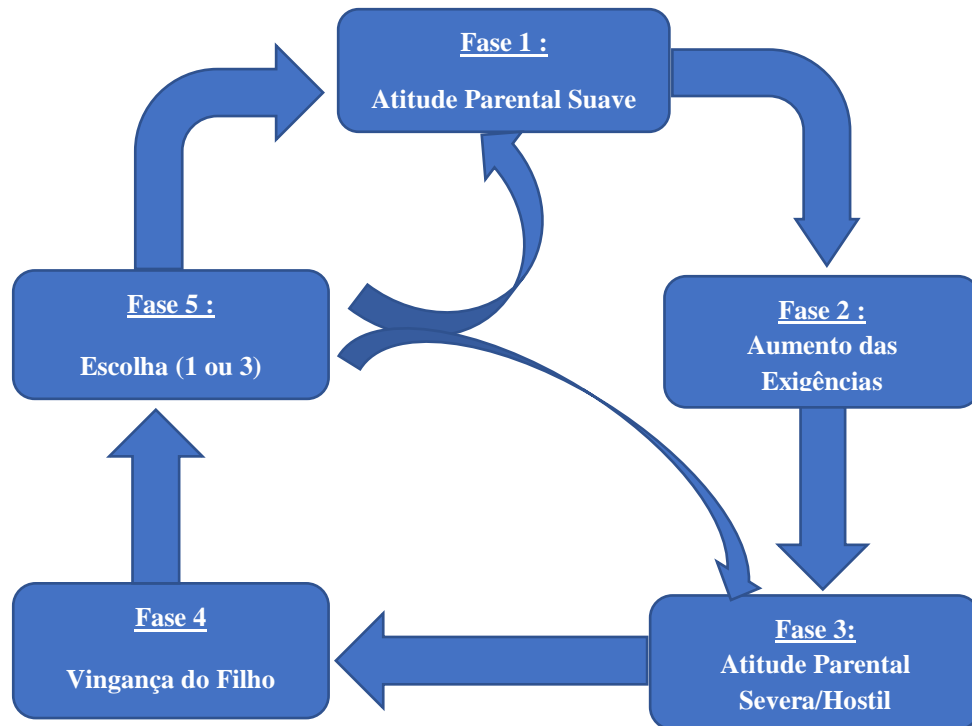 Fase 1 :
Atitude Parental Suave
Fase 2 :
Aumento das
Exigências
Fase 3:
Atitude Parental
Severa/Hostil
Fase 4
Vingança do Filho
Fase 5 :
Escolha (1 ou 3)